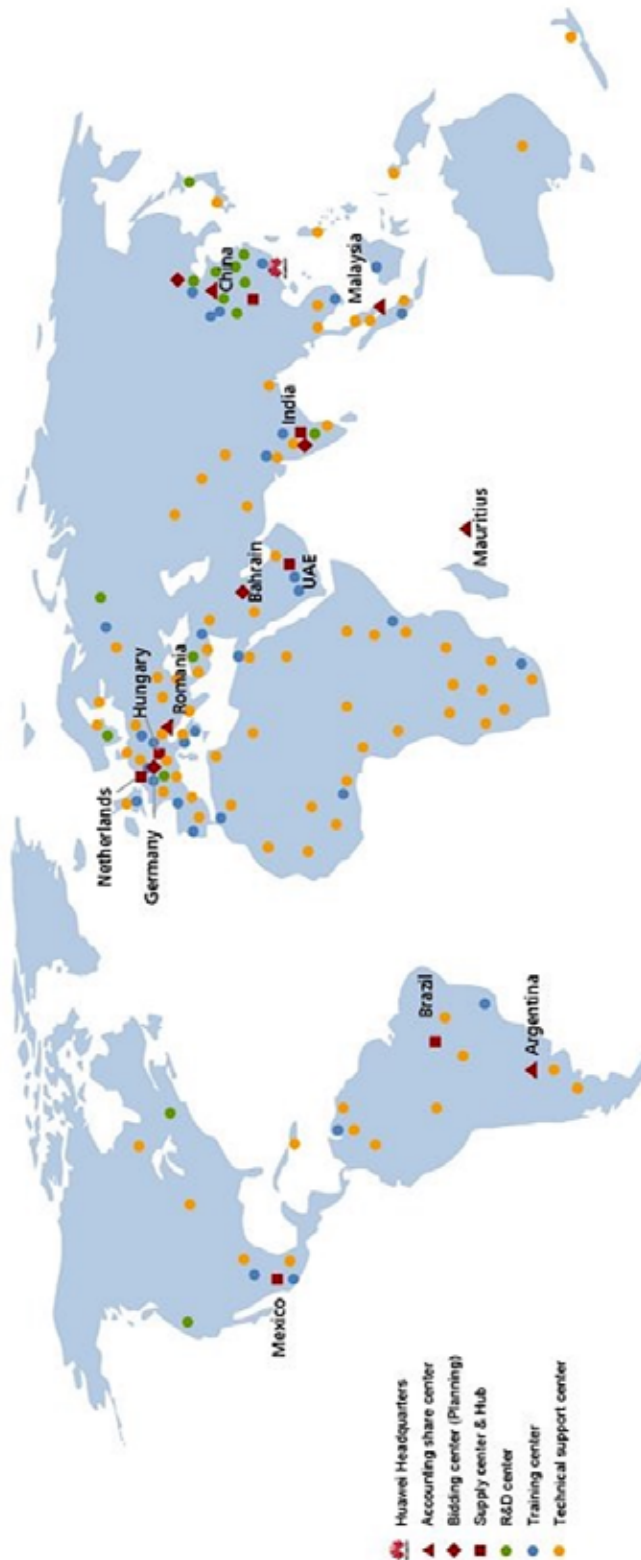 Netherlands
Hungary
Germany
Romania
Bahrain
UAE
India
China
Malaysia
Mauritius
Mexico
Brazil
Argentina
Huawei Headquarters
Accounting share center
Bidding center (Planning)
Supply center & Hub
R&D center
Training center
Technical support center